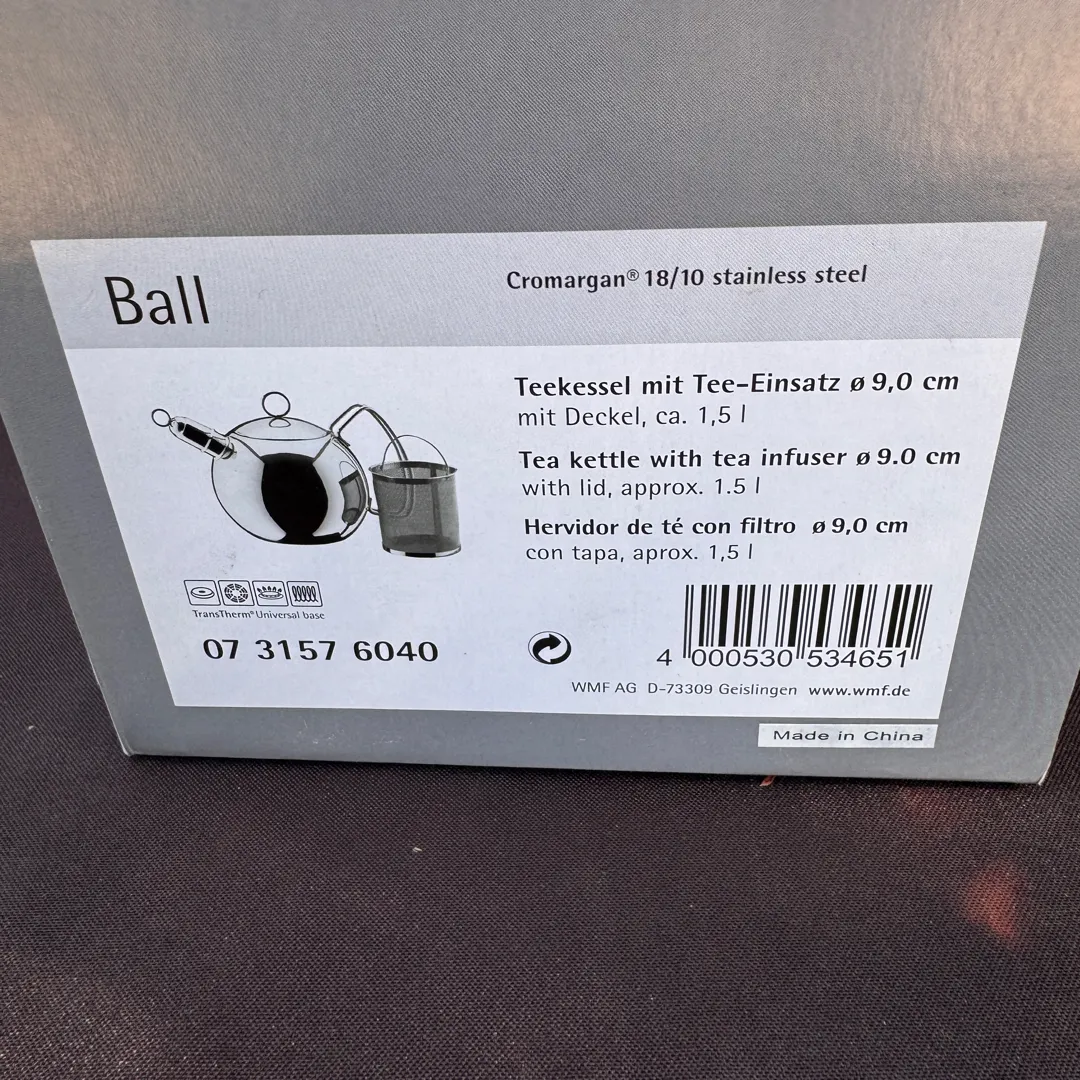 Ball
Cromargan® 18/10 stainless steel
Teekessel mit Tee-Einsatz ø 9,0 cm
mit Deckel, ca. 1,5 l
Tea kettle with tea infuser ø 9.0 cm
with lid, approx. 1.5 l
Hervidor de té con filtro ø 9,0 cm
con tapa, aprox. 1,5 l
TransTherm® Universal base
07 3157 6040
4 000530 534651
WMF AG D-73309 Geislingen www.wmf.de
Made in China